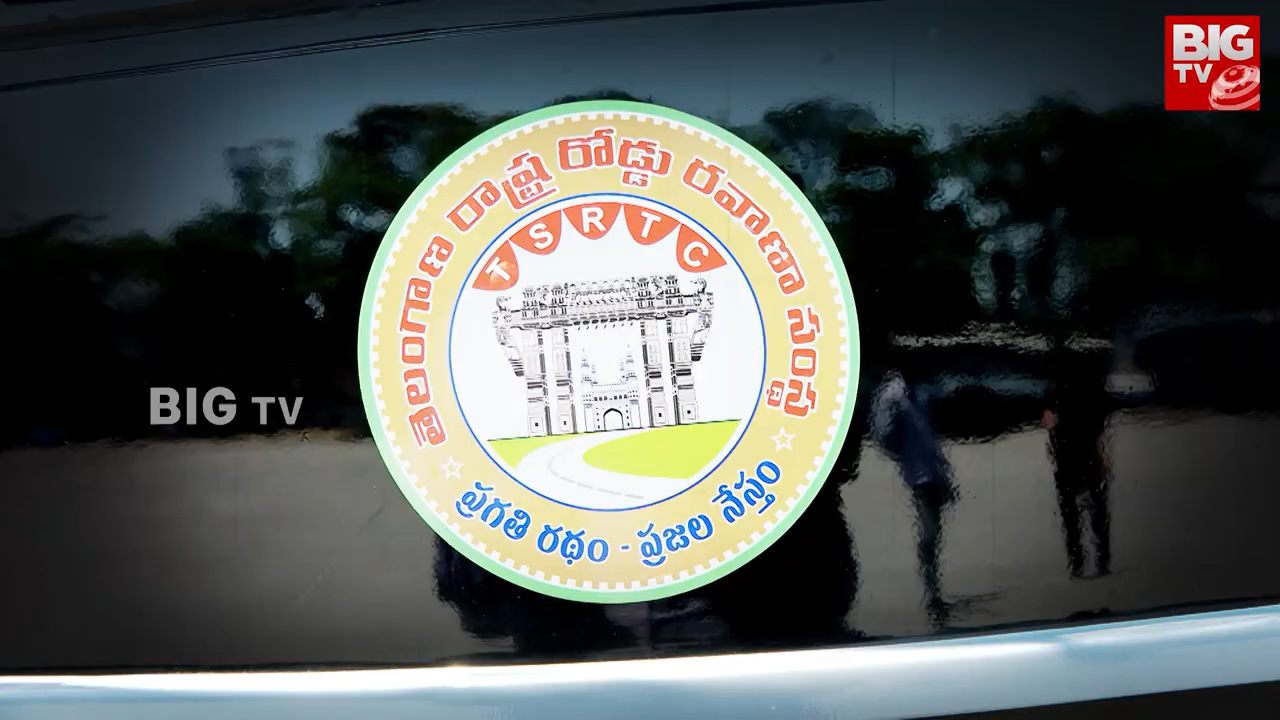 BIG
TV
తెలంగాణ రాష్ట్ర రోడ్డు రవాణా సంస్థ
TSRTC
BIG TV
ప్రగతి రథం - ప్రజల నేస్తం